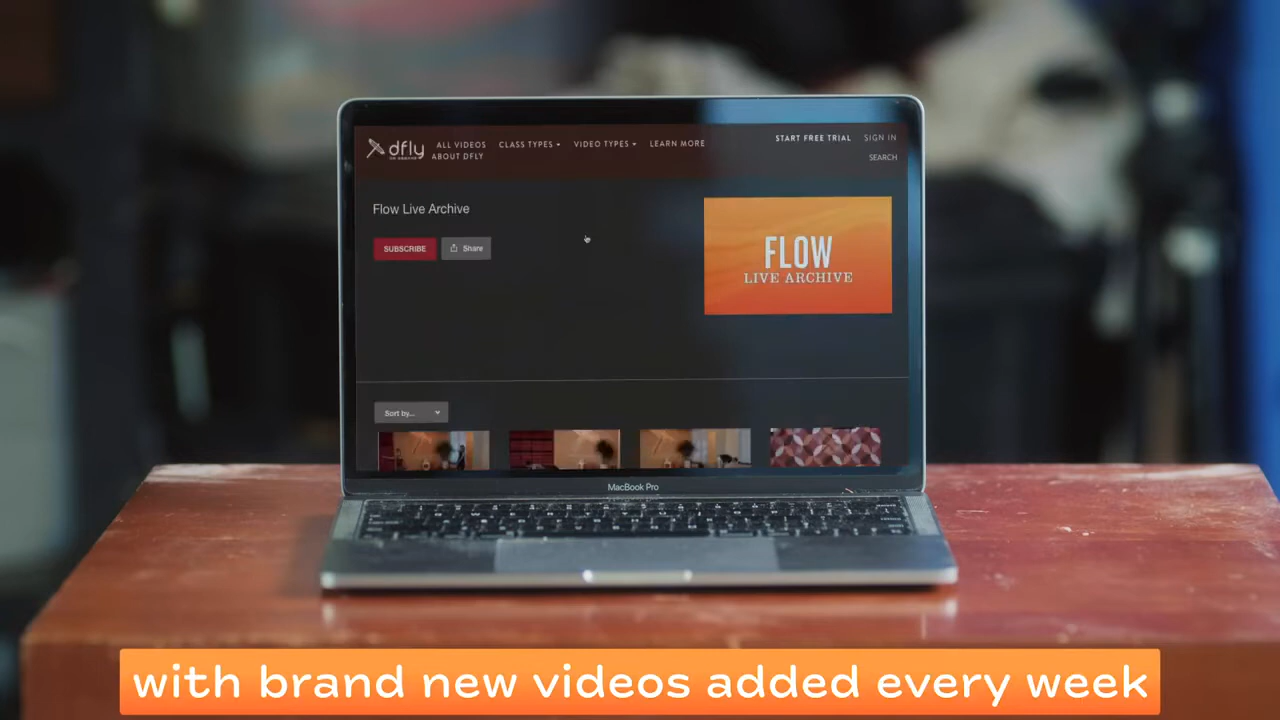 dfly
ALL VIDEOS CLASS TYPES VIDEO TYPES LEARN MORE
ABOUT DFLY
START FREE TRIAL SIGN IN
SEARCH
Flow Live Archive
SUBSCRIBE Share
FLOW
LIVE ARCHIVE
Sort by...
MacBook Pro
with brand new videos added every week